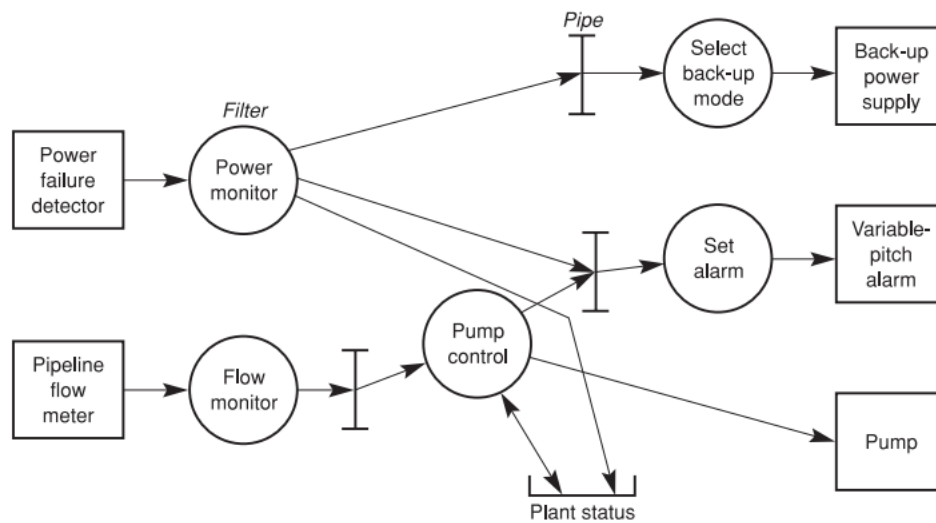 Pipe
Select
back-up
mode
Back-up
power
supply
Filter
Power
failure
detector
Power
monitor
Set
alarm
Variable-
pitch
alarm
Pump
control
Pipeline
flow
meter
Flow
monitor
Pump
Plant status